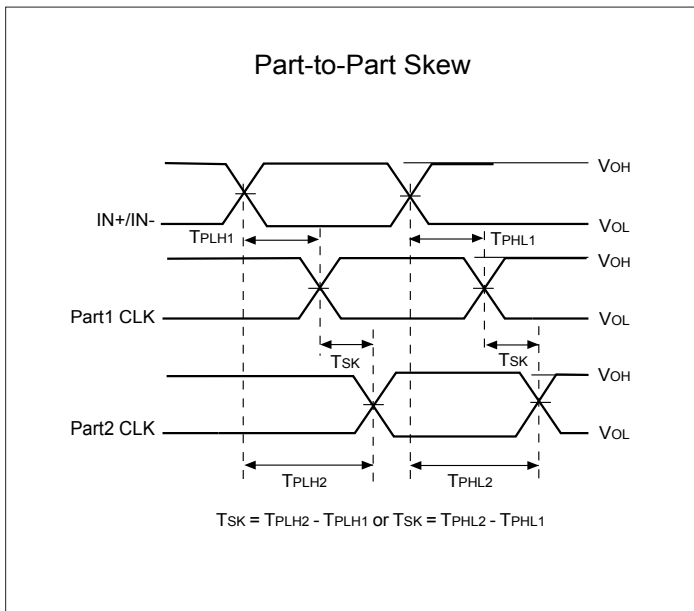 Part-to-Part Skew
VOH
IN+/IN-
VOL
TPLH1
TPHL1
VOH
Part1 CLK
VOL
TSK
TSK
VOH
Part2 CLK
VOL
TPLH2
TPHL2
TSK = TPLH2 - TPLH1 or TSK = TPHL2 - TPHL1